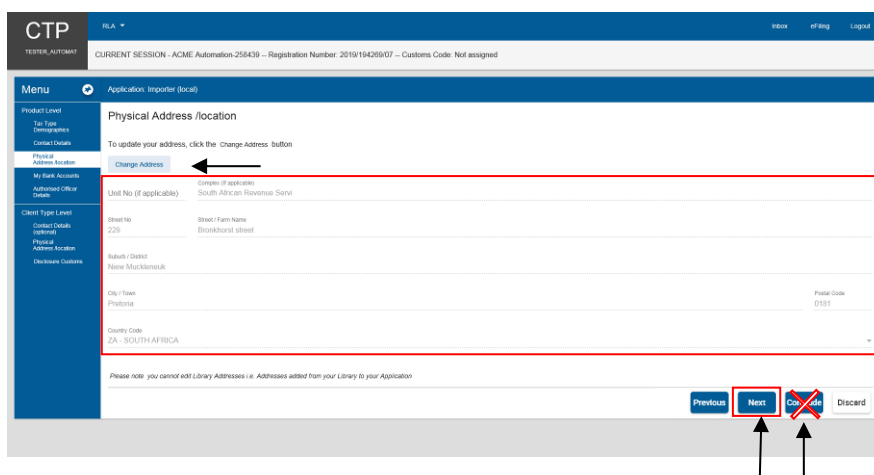 CTP
RLA
Inbox eFiling Logout
TESTER_AUTOMAT
CURRENT SESSION - ACME Automation-258439 -- Registration Number: 2019/194269/07 -- Customs Code: Not assigned
Menu
Application: Importer (local)
Product Level
Tax Type
Demographics
Contact Details
Physical
Address /location
My Bank Accounts
Authorised Officer
Details
Client Type Level
Contact Details
(optional)
Physical
Address /location
Disclosure Customs
Physical Address /location
To update your address, click the Change Address button
Change Address
Unit No (if applicable)
Complex (if applicable)
South African Revenue Servi
Street No
229
Street / Farm Name
Bronkhorst street
Suburb / District
New Muckleneuk
City / Town
Pretoria
Postal Code
0181
Country Code
ZA - SOUTH AFRICA
Please note you cannot edit Library Addresses i.e. Addresses added from your Library to your Application
Previous Next Discard